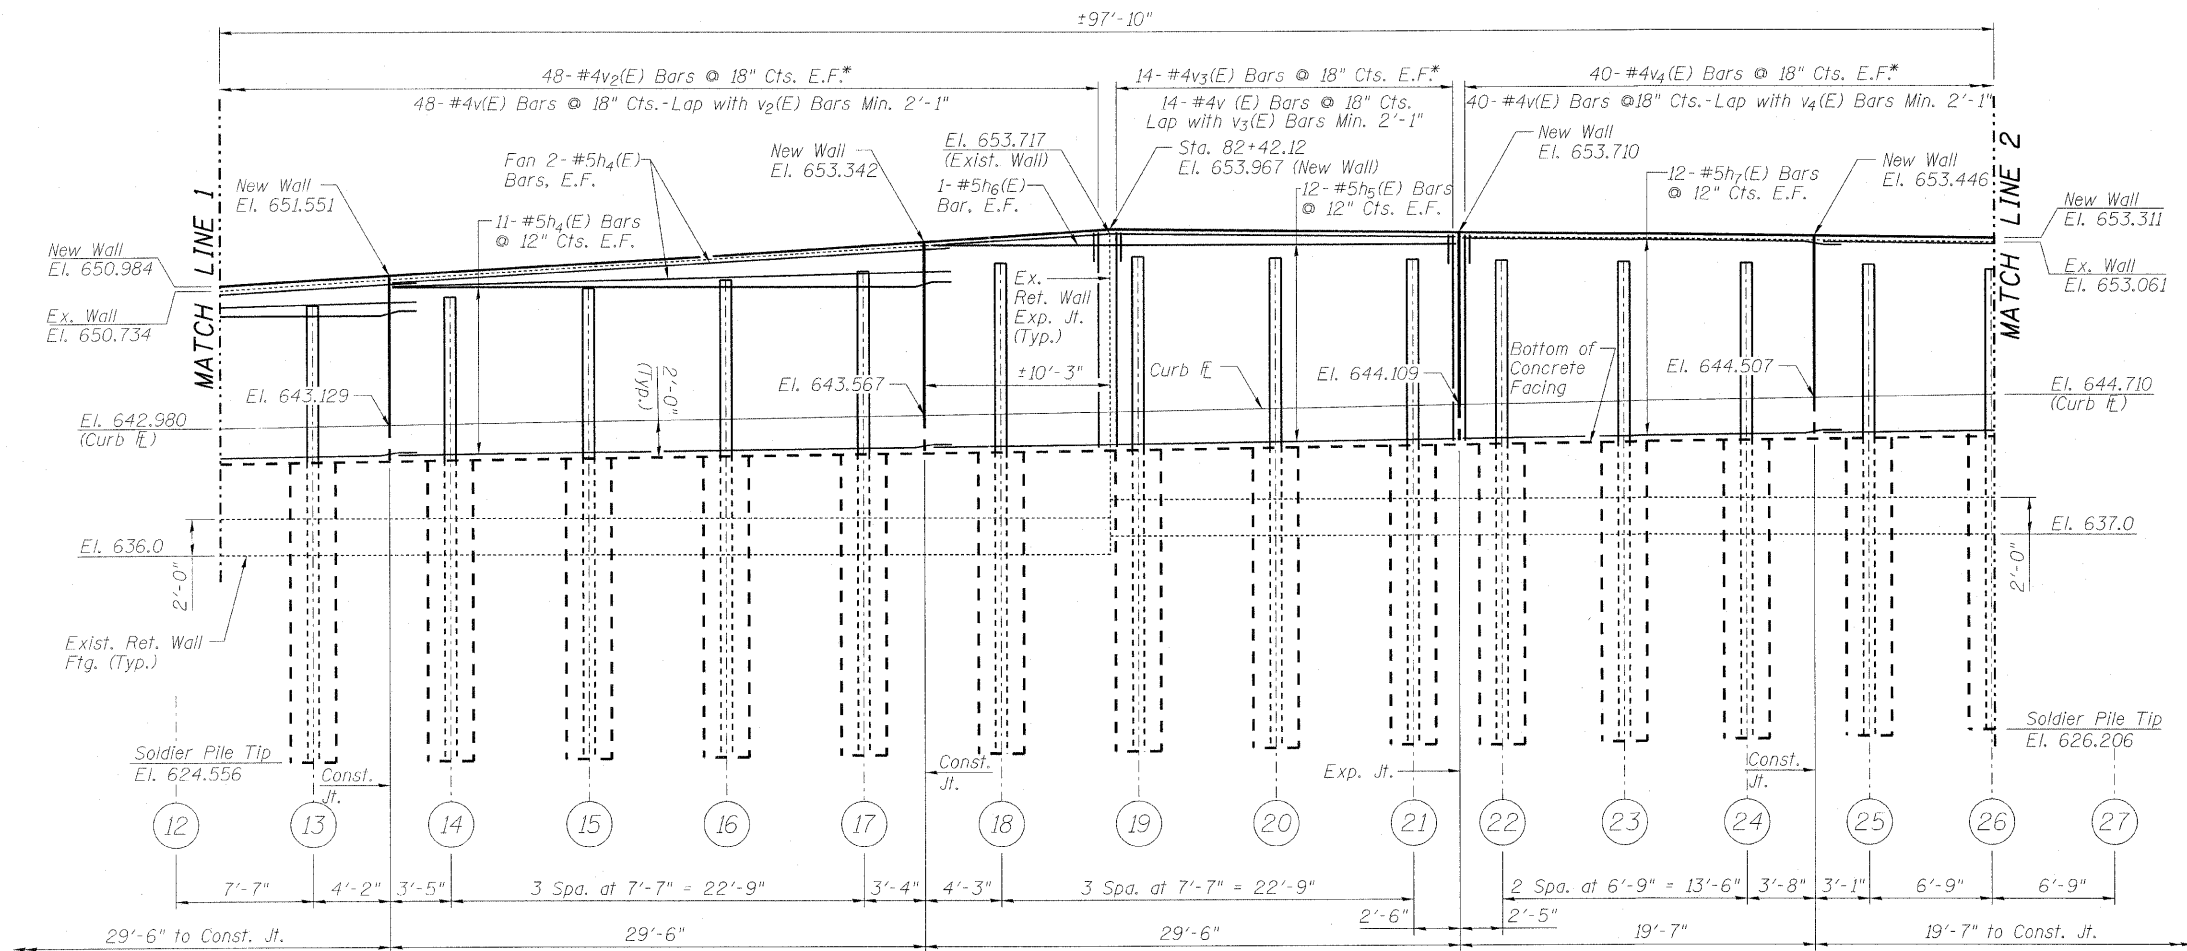 ±97'-10"
48- #4v₂(E) Bars @ 18" Cts. E.F.*
14- #4v₃(E) Bars @ 18" Cts. E.F.*
40- #4v₄(E) Bars @ 18" Cts. E.F.*
48- #4v(E) Bars @ 18" Cts.-Lap with v₂(E) Bars Min. 2'-1"
14- #4v (E) Bars @ 18" Cts.
Lap with v₃(E) Bars Min. 2'-1"
40- #4v(E) Bars @18" Cts.-Lap with v₄(E) Bars Min. 2'-1"
MATCH LINE 1
New Wall
El. 651.551
New Wall
El. 650.984
Ex. Wall
El. 650.734
Fan 2- #5h₄(E)
Bars, E.F.
11- #5h₄(E) Bars
@ 12" Cts. E.F.
New Wall
El. 653.342
El. 653.717
(Exist. Wall)
1- #5h₆(E)
Bar, E.F.
Sta. 82+42.12
El. 653.967 (New Wall)
12- #5h₅(E) Bars
@ 12" Cts. E.F.
New Wall
El. 653.710
12- #5h₇(E) Bars
@ 12" Cts. E.F.
New Wall
El. 653.446
MATCH LINE 2
New Wall
El. 653.311
Ex. Wall
El. 653.061
Ex.
Ret. Wall
Exp. Jt.
(Typ.)
±10'-3"
Curb ⅊
El. 643.129
2'-0"
(Typ.)
El. 643.567
El. 644.109
Bottom of
Concrete
Facing
El. 644.507
El. 644.710
(Curb ⅊)
El. 642.980
(Curb ⅊)
El. 636.0
2'-0"
El. 637.0
2'-0"
Exist. Ret. Wall
Ftg. (Typ.)
Soldier Pile Tip
El. 624.556
Const.
Jt.
Const.
Jt.
Exp. Jt.
Const.
Jt.
Soldier Pile Tip
El. 626.206
12 13 14 15 16 17 18 19 20 21 22 23 24 25 26 27
7'-7" 4'-2" 3'-5" 3 Spa. at 7'-7" = 22'-9" 3'-4" 4'-3" 3 Spa. at 7'-7" = 22'-9" 2 Spa. at 6'-9" = 13'-6" 3'-8" 3'-1" 6'-9" 6'-9"
2'-6" 2'-5"
29'-6" to Const. Jt. 29'-6" 29'-6" 19'-7" 19'-7" to Const. Jt.